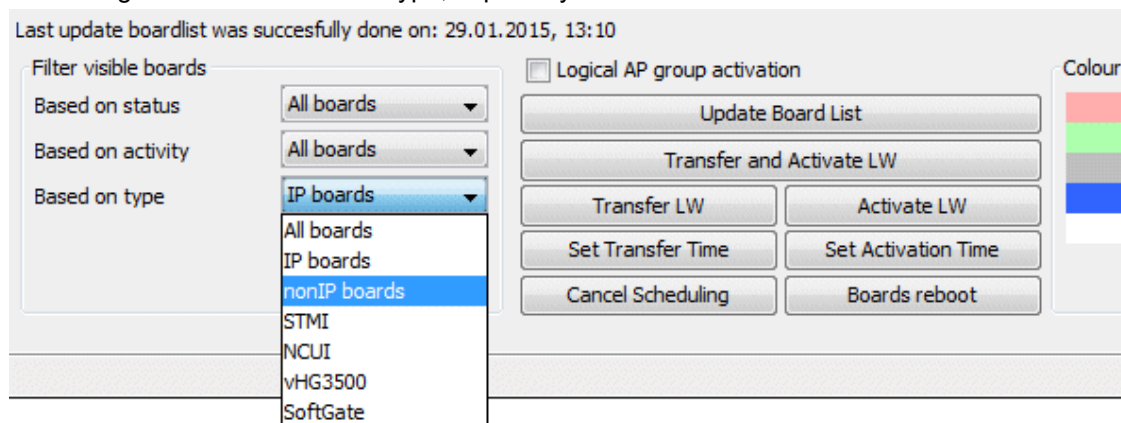 Last update boardlist was succesfully done on: 29.01.2015, 13:10
Filter visible boards
Based on status
All boards
Based on activity
All boards
Based on type
IP boards
All boards
IP boards
nonIP boards
STMI
NCUI
vHG3500
SoftGate
Logical AP group activation
Update Board List
Transfer and Activate LW
Transfer LW
Activate LW
Set Transfer Time
Set Activation Time
Cancel Scheduling
Boards reboot
Colour